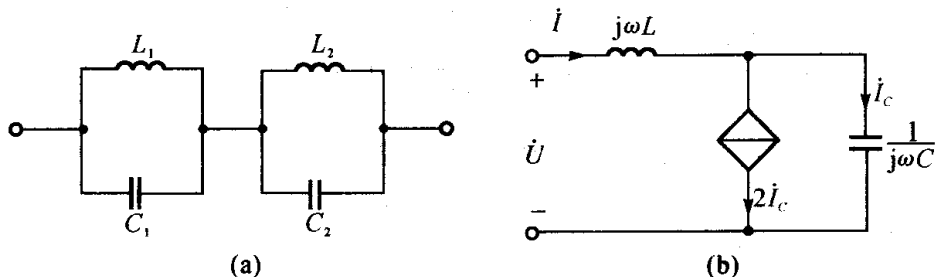 L₁
L₂
C₁
C₂
(a)
İ
jωL
+
U̇
−
2İ_C
İ_C
1
jωC
(b)